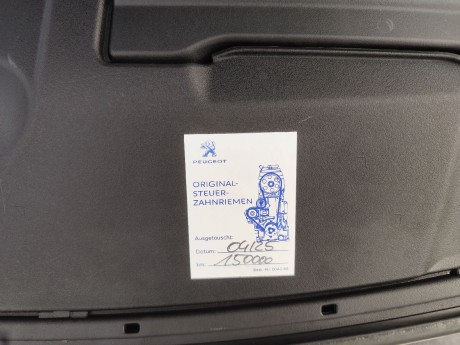 PEUGEOT
ORIGINAL-
STEUER-
ZAHNRIEMEN
Ausgetauscht:
Datum: 04/25
km: 150000